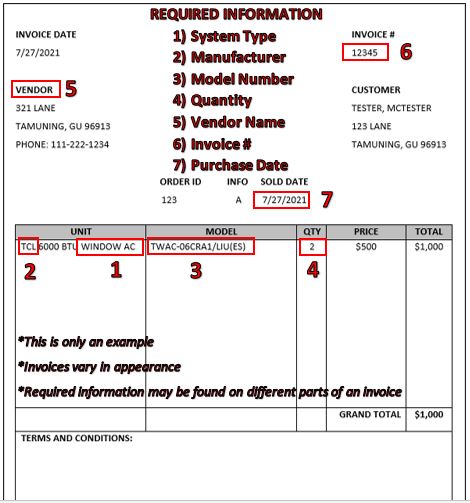 REQUIRED INFORMATION
INVOICE DATE
7/27/2021
1) System Type
2) Manufacturer
3) Model Number
4) Quantity
5) Vendor Name
6) Invoice #
7) Purchase Date
INVOICE #
12345 6
VENDOR 5
321 LANE
TAMUNING, GU 96913
PHONE: 111-222-1234
CUSTOMER
TESTER, MCTESTER
123 LANE
TAMUNING, GU 96913
ORDER ID INFO SOLD DATE
123 A 7/27/2021 7
UNIT MODEL QTY PRICE TOTAL
TCL 6000 BTU WINDOW AC TWAC-06CRA1/LIU(ES) 2 $500 $1,000
2 1 3 4
*This is only an example
*Invoices vary in appearance
*Required information may be found on different parts of an invoice
GRAND TOTAL $1,000
TERMS AND CONDITIONS: